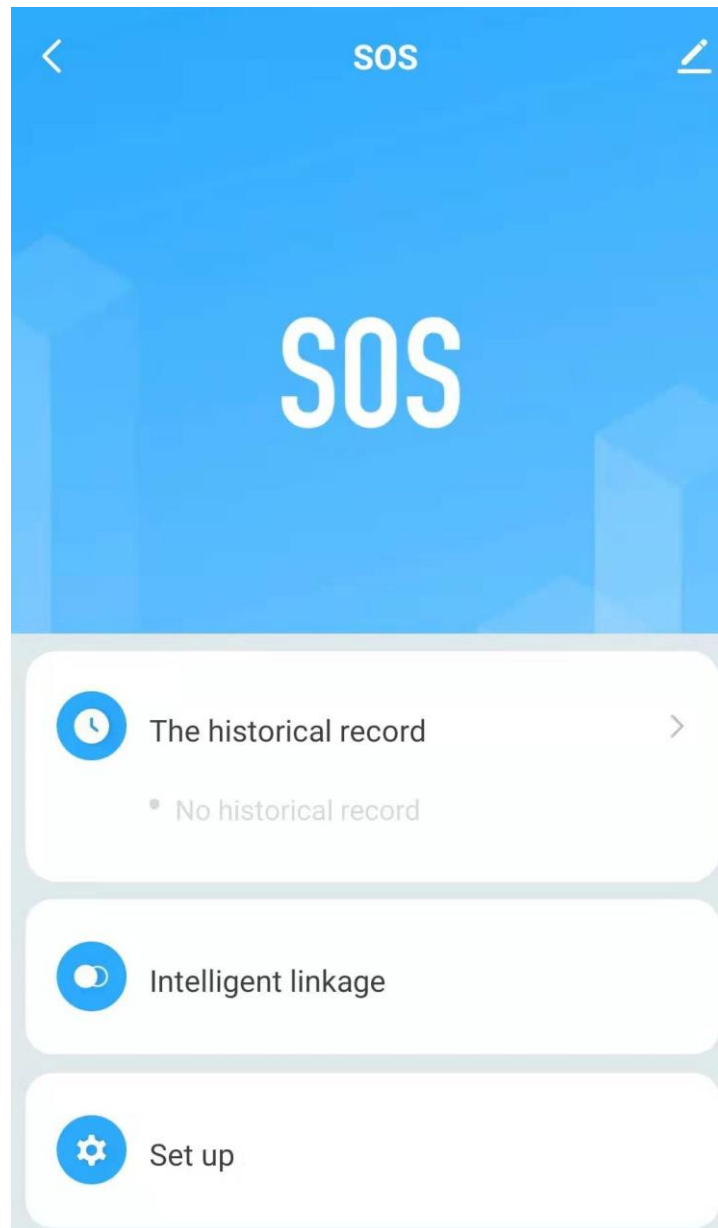 SOS
SOS
The historical record
No historical record
Intelligent linkage
Set up